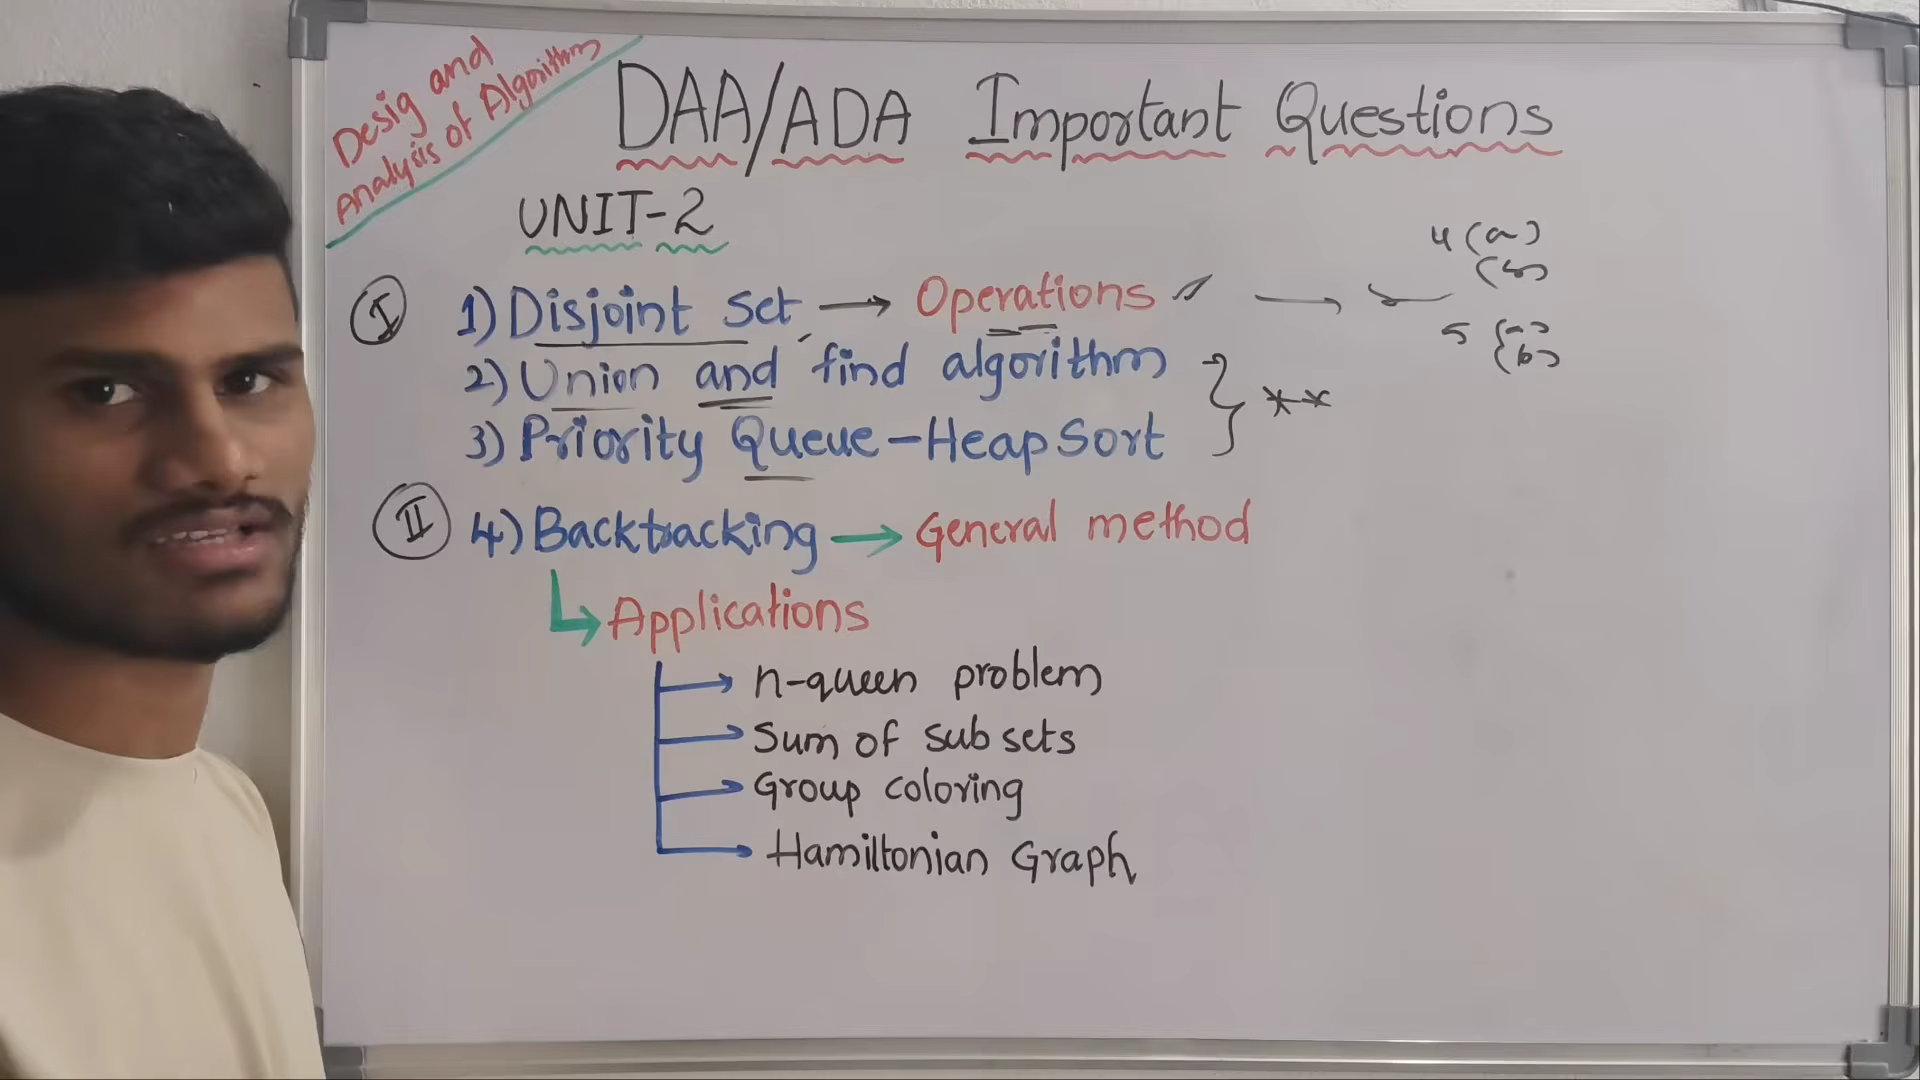 Desig and
Analysis of Algorithm
DAA/ADA Important Questions
UNIT-2
I 1) Disjoint Set → Operations
2) Union and find algorithm
3) Priority Queue - Heap Sort
**
4 (a)
(b)
5 (a)
(b)
II 4) Backtracking → General method
Applications
n-queen problem
Sum of sub sets
Group coloring
Hamiltonian Graph